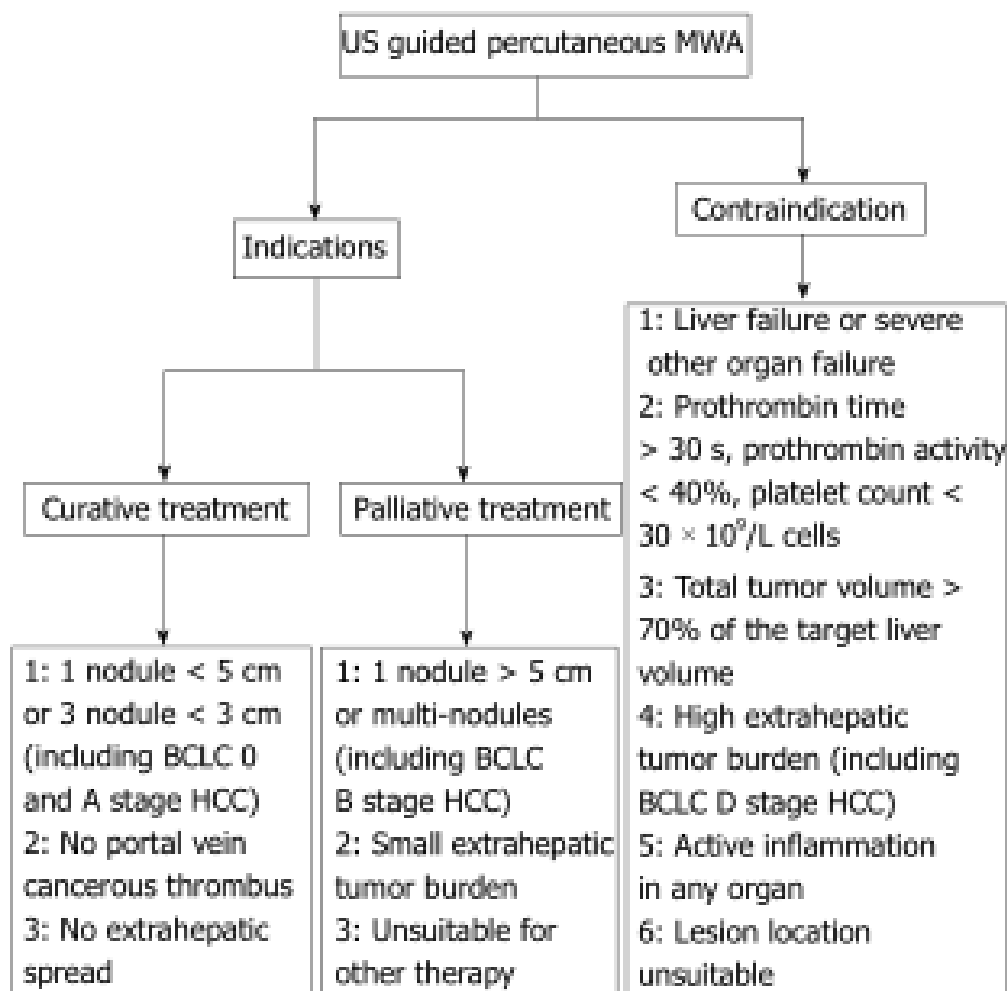 US guided percutaneous MWA
Indications
Contraindication
Curative treatment
Palliative treatment
1: 1 nodule < 5 cm
or 3 nodule < 3 cm
(including BCLC 0
and A stage HCC)
2: No portal vein
cancerous thrombus
3: No extrahepatic
spread
1: 1 nodule > 5 cm
or multi-nodules
(including BCLC
B stage HCC)
2: Small extrahepatic
tumor burden
3: Unsuitable for
other therapy
1: Liver failure or severe
other organ failure
2: Prothrombin time
> 30 s, prothrombin activity
< 40%, platelet count <
30 × 10⁹/L cells
3: Total tumor volume >
70% of the target liver
volume
4: High extrahepatic
tumor burden (including
BCLC D stage HCC)
5: Active inflammation
in any organ
6: Lesion location
unsuitable